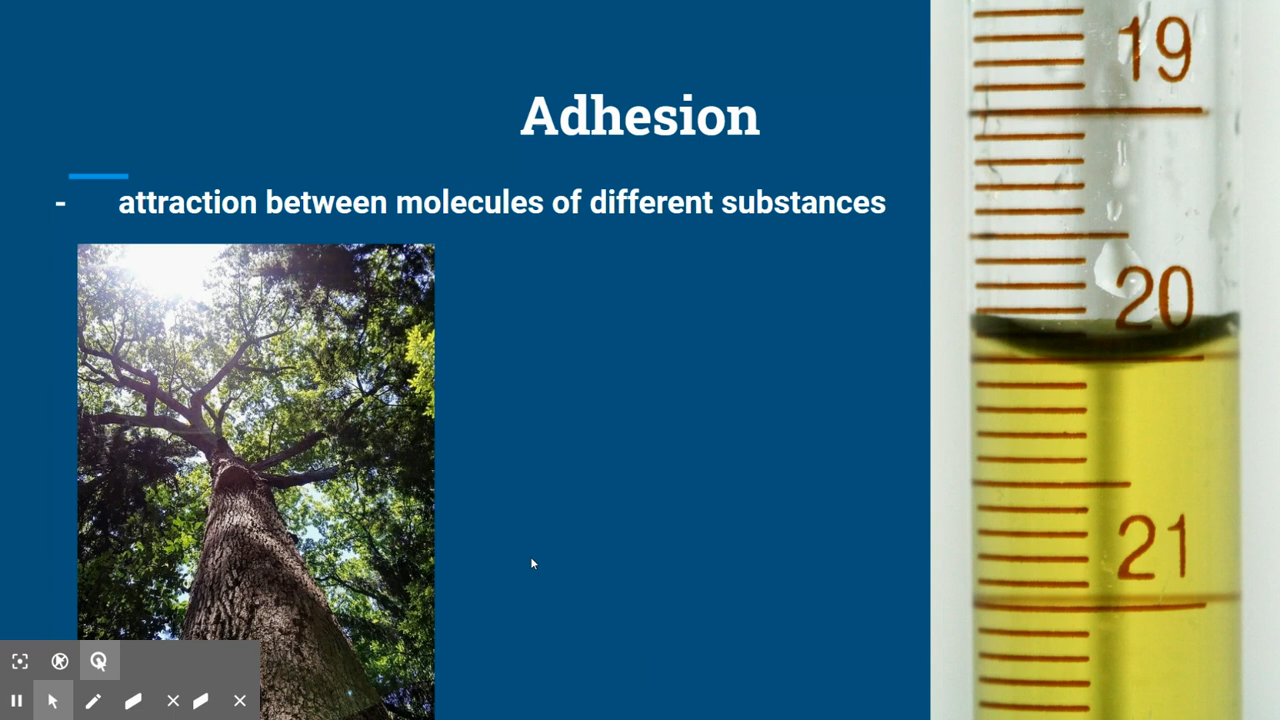 Adhesion
- attraction between molecules of different substances
19
20
21